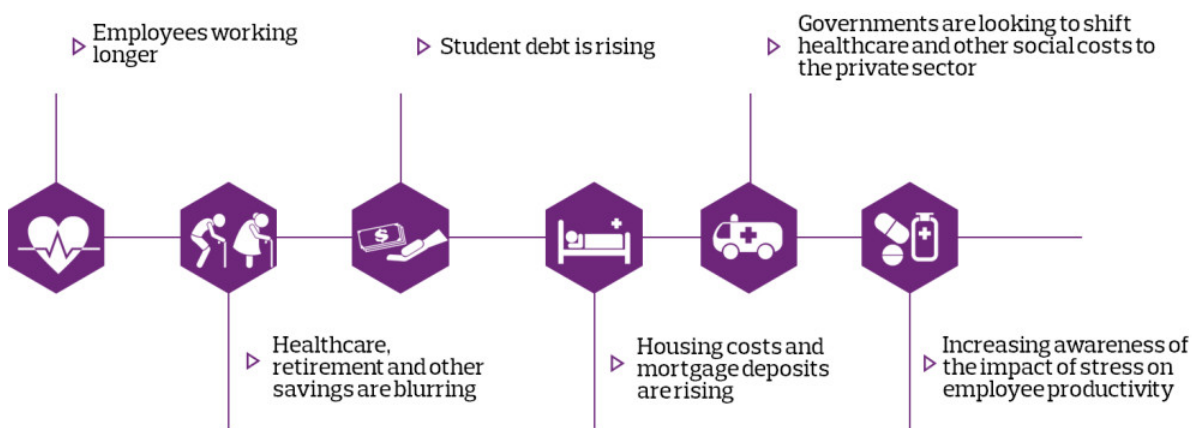 Employees working
longer
Student debt is rising
Governments are looking to shift
healthcare and other social costs to
the private sector
$
Healthcare,
retirement and other
savings are blurring
Housing costs and
mortgage deposits
are rising
Increasing awareness of
the impact of stress on
employee productivity